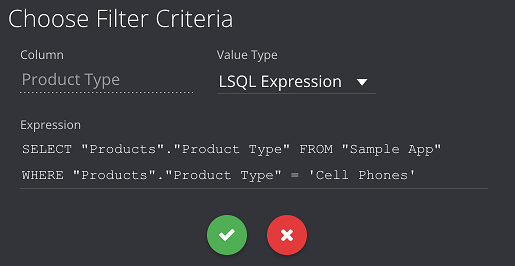 Choose Filter Criteria
Column
Value Type
Product Type
LSQL Expression
Expression
SELECT "Products"."Product Type" FROM "Sample App"
WHERE "Products"."Product Type" = 'Cell Phones'